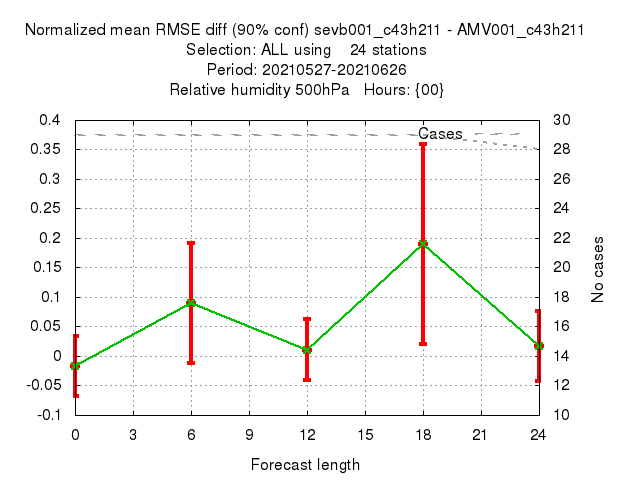 Normalized mean RMSE diff (90% conf) sevb001_c43h211 - AMV001_c43h211
Selection: ALL using    24 stations
Period: 20210527-20210626
Relative humidity 500hPa   Hours: {00}
0.4
0.35
0.3
0.25
0.2
0.15
0.1
0.05
0
-0.05
-0.1
Cases
30
28
26
24
22
20
18
16
14
12
10
No cases
0 3 6 9 12 15 18 21 24
Forecast length